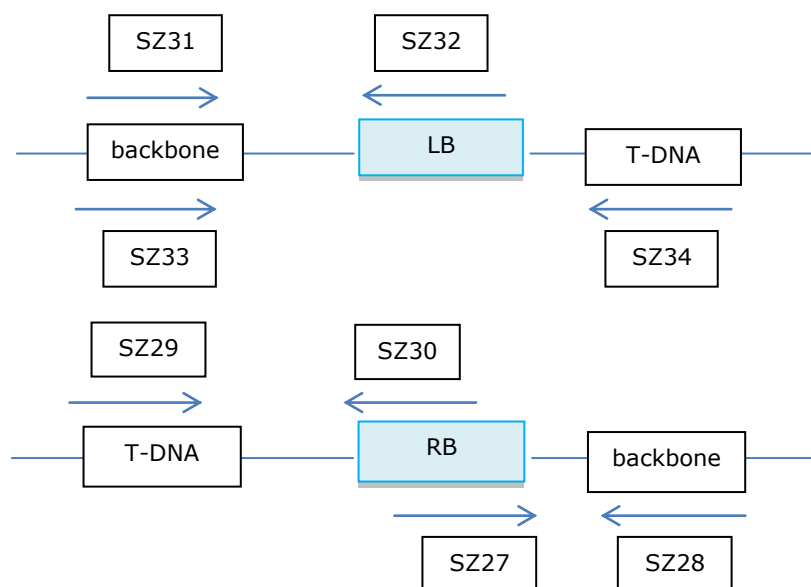 SZ31 SZ32
backbone LB T-DNA
SZ33 SZ34
SZ29 SZ30
T-DNA RB backbone
SZ27 SZ28